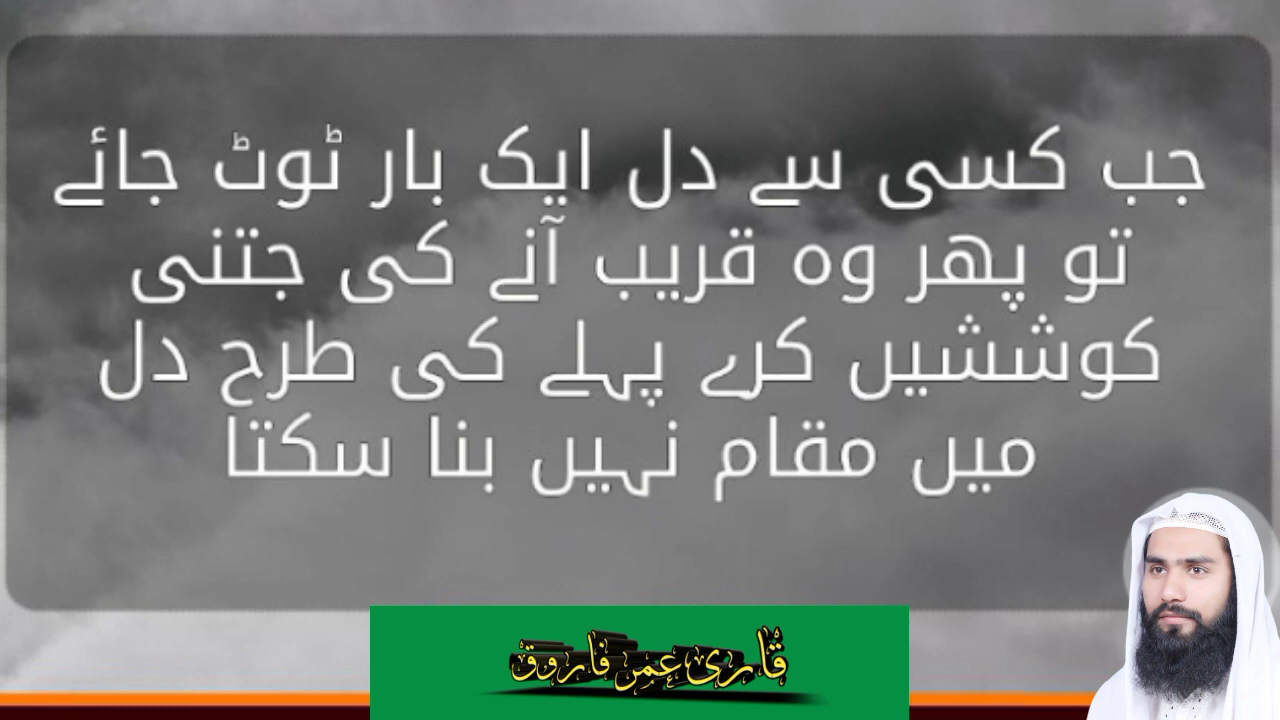 جب کسی سے دل ایک بار ٹوٹ جائے
تو پھر وہ قریب آنے کی جتنی
کوششیں کرے پہلے کی طرح دل
میں مقام نہیں بنا سکتا
قاری عمر فاروق